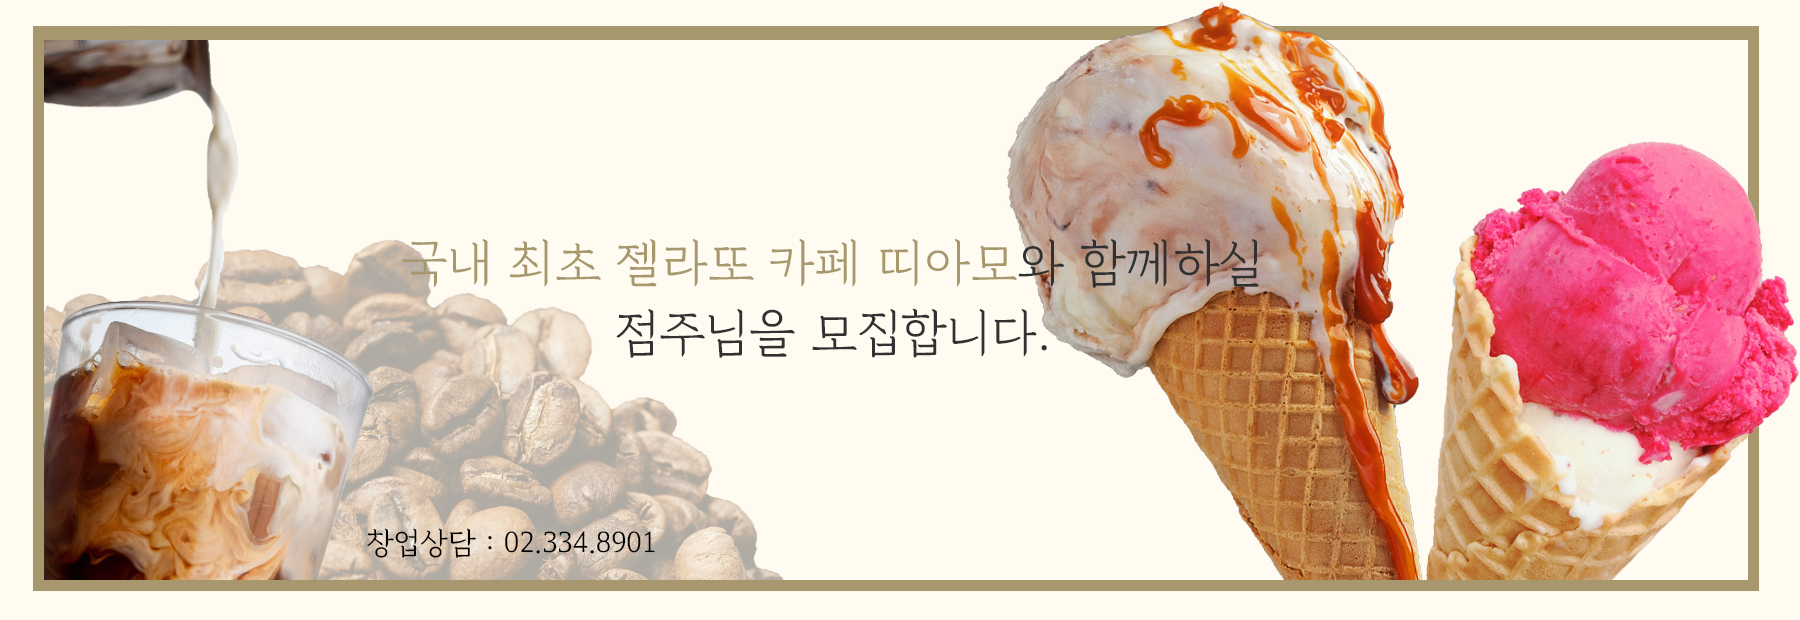 국내 최초 젤라또 카페 띠아모와 함께하실
점주님을 모집합니다.
창업상담 : 02.334.8901